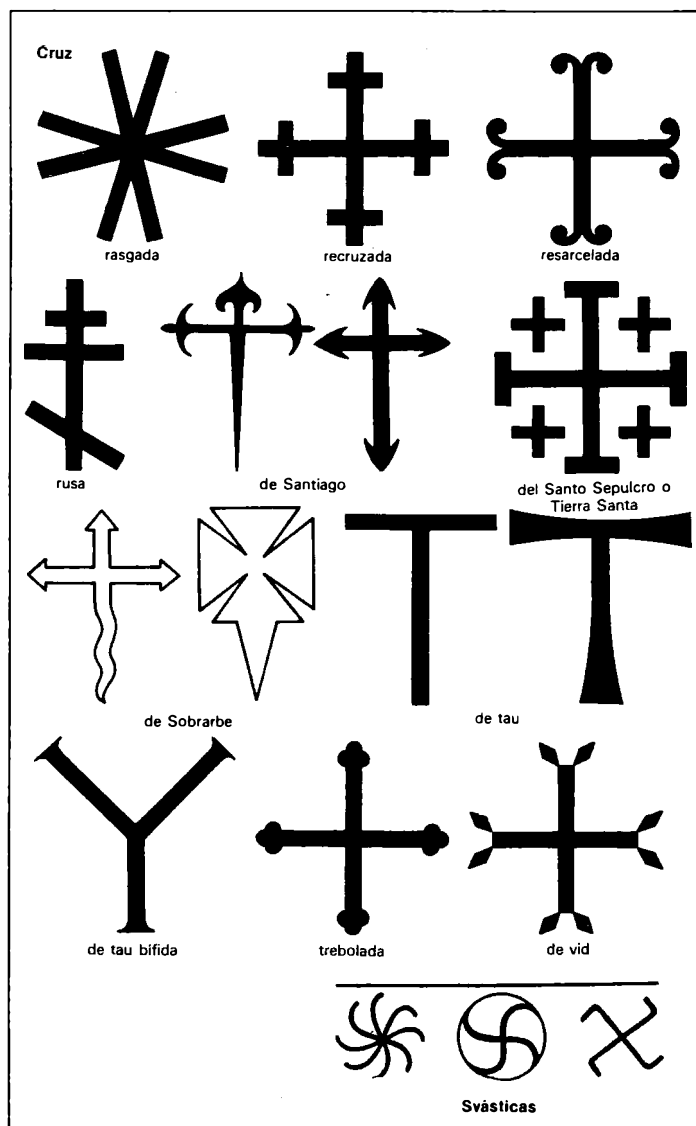 Cruz
rasgada
recruzada
resarcelada
rusa
de Santiago
del Santo Sepulcro o
Tierra Santa
de Sobrarbe
de tau
de tau bífida
trebolada
de vid
Svásticas